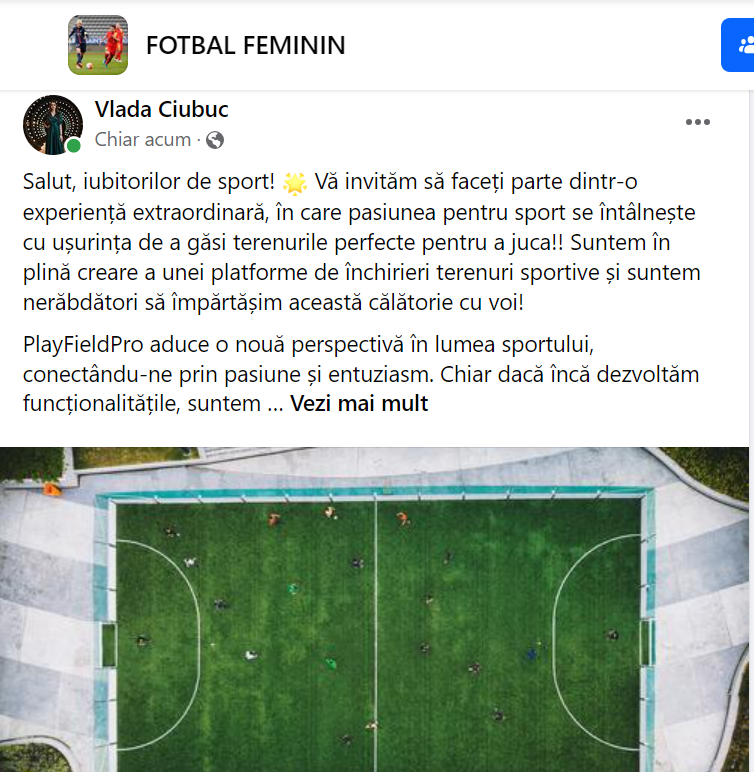 FOTBAL FEMININ
Vlada Ciubuc
Chiar acum ·
Salut, iubitorilor de sport! 🌟 Vă invităm să faceți parte dintr-o
experiență extraordinară, în care pasiunea pentru sport se întâlnește
cu ușurința de a găsi terenurile perfecte pentru a juca!! Suntem în
plină creare a unei platforme de închirieri terenuri sportive și suntem
nerăbdători să împărtășim această călătorie cu voi!
PlayFieldPro aduce o nouă perspectivă în lumea sportului,
conectându-ne prin pasiune și entuziasm. Chiar dacă încă dezvoltăm
funcționalitățile, suntem ... Vezi mai mult